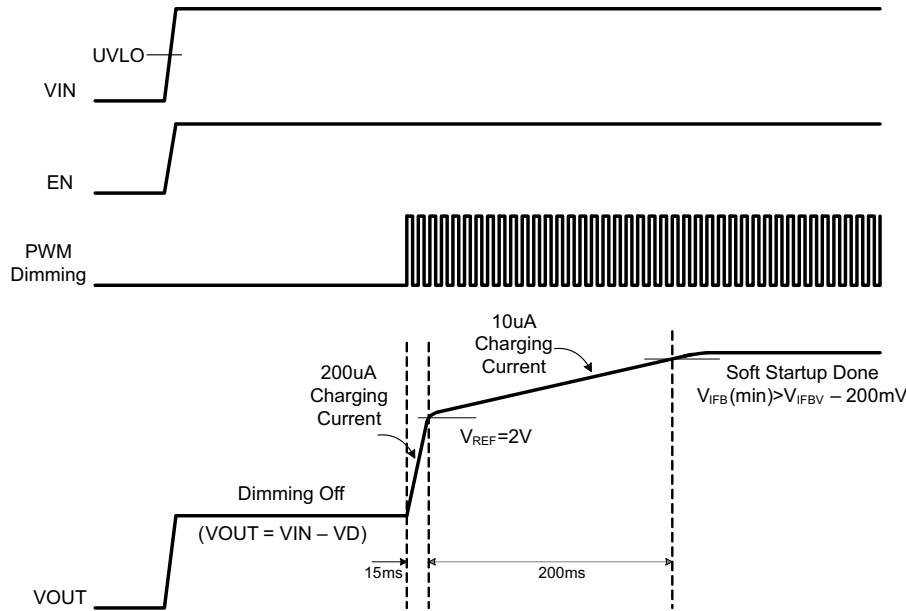 UVLO
VIN
EN
PWM
Dimming
10uA
Charging
Current
200uA
Charging
Current
Soft Startup Done
VIFB(min)>VIFBV – 200mV
VREF=2V
Dimming Off
(VOUT = VIN – VD)
15ms
200ms
VOUT